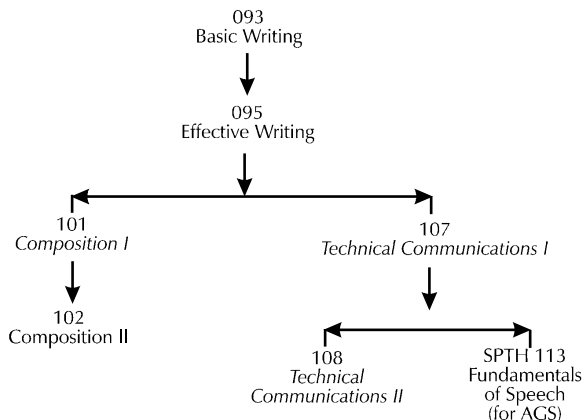 093
Basic Writing
095
Effective Writing
101
Composition I
107
Technical Communications I
102
Composition II
108
Technical
Communications II
SPTH 113
Fundamentals
of Speech
(for AGS)